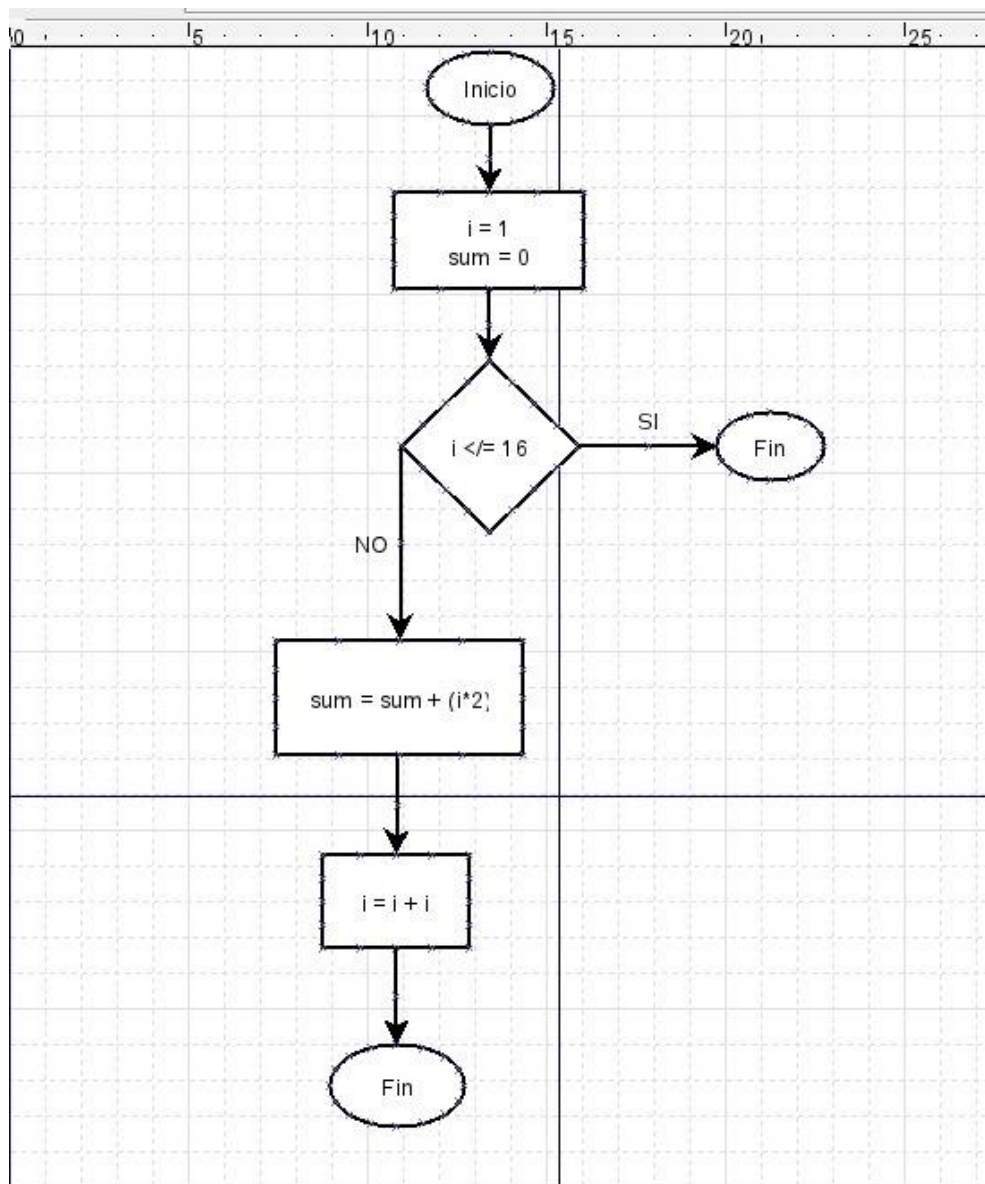 0 5 10 15 20 25
Inicio
i = 1
sum = 0
i </= 16
SI
Fin
NO
sum = sum + (i*2)
i = i + i
Fin